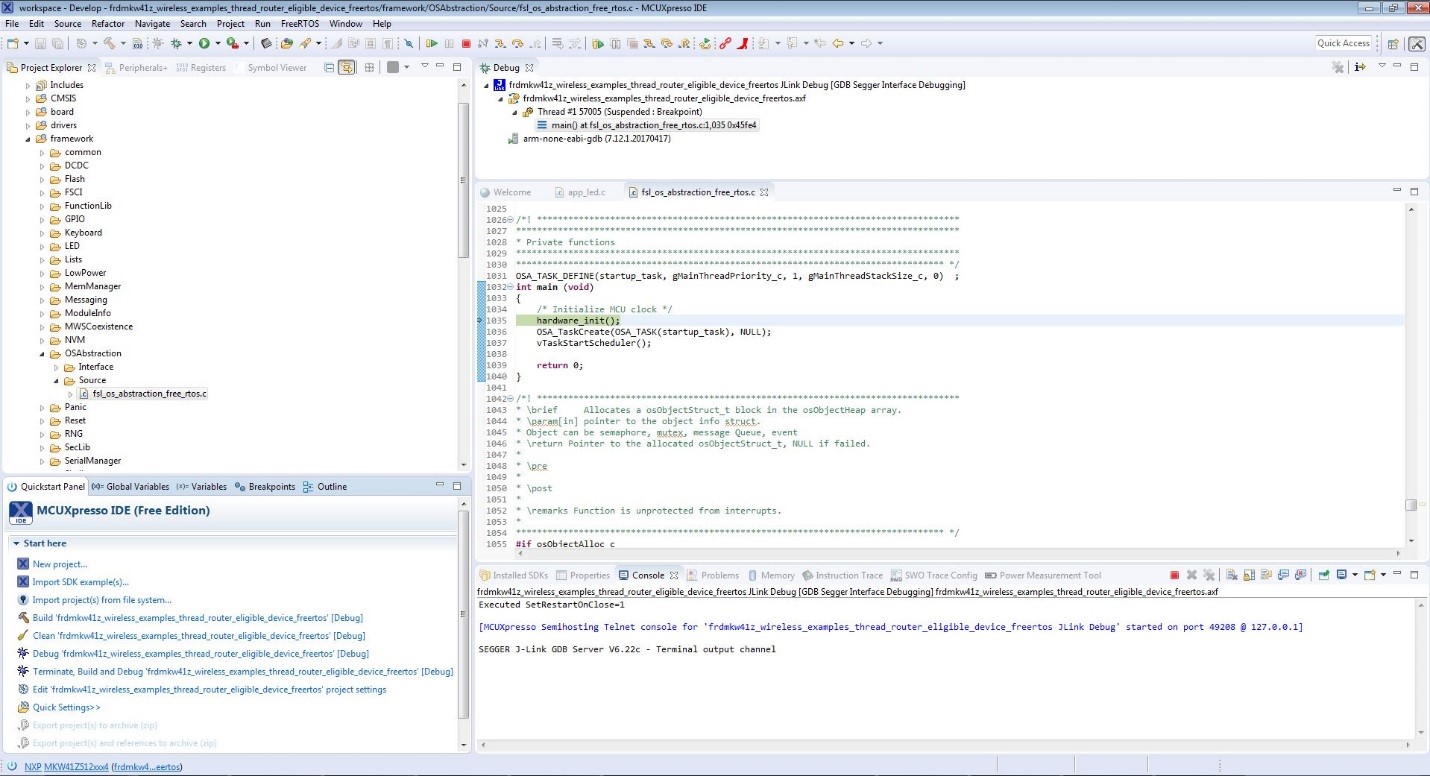 workspace - Develop - frdmkw41z_wireless_examples_thread_router_eligible_device_freertos/framework/OSAbstraction/Source/fsl_os_abstraction_free_rtos.c - MCUXpresso IDE
File Edit Source Refactor Navigate Search Project Run FreeRTOS Window Help
Quick Access
Project Explorer Peripherals+ Registers Symbol Viewer
Includes
CMSIS
board
drivers
framework
common
DCDC
Flash
FSCI
FunctionLib
GPIO
Keyboard
LED
Lists
LowPower
MemManager
Messaging
ModuleInfo
MWSCoexistence
NVM
OSAbstraction
Interface
Source
fsl_os_abstraction_free_rtos.c
Panic
Reset
RNG
SecLib
SerialManager
Debug
frdmkw41z_wireless_examples_thread_router_eligible_device_freertos JLink Debug [GDB Segger Interface Debugging]
frdmkw41z_wireless_examples_thread_router_eligible_device_freertos.axf
Thread #1 57005 (Suspended : Breakpoint)
main() at fsl_os_abstraction_free_rtos.c:1,035 0x45fe4
arm-none-eabi-gdb (7.12.1.20170417)
Welcome app_led.c fsl_os_abstraction_free_rtos.c
1025
1026 /*! *********************************************************************************
1027 *************************************************************************************
1028 * Private functions
1029 *************************************************************************************
1030 ********************************************************************************** */
1031 OSA_TASK_DEFINE(startup_task, gMainThreadPriority_c, 1, gMainThreadStackSize_c, 0) ;
1032 int main (void)
1033 {
1034 /* Initialize MCU clock */
1035 hardware_init();
1036 OSA_TaskCreate(OSA_TASK(startup_task), NULL);
1037 vTaskStartScheduler();
1038
1039 return 0;
1040 }
1041
1042 /*! *********************************************************************************
1043 * \brief Allocates a osObjectStruct_t block in the osObjectHeap array.
1044 * \param[in] pointer to the object info struct.
1045 * Object can be semaphore, mutex, message Queue, event
1046 * \return Pointer to the allocated osObjectStruct_t, NULL if failed.
1047 *
1048 * \pre
1049 *
1050 * \post
1051 *
1052 * \remarks Function is unprotected from interrupts.
1053 *
1054 ********************************************************************************** */
1055 #if osObjectAlloc_c
Quickstart Panel (x)= Global Variables (x)= Variables Breakpoints Outline
IDE
MCUXpresso IDE (Free Edition)
Start here
New project...
Import SDK example(s)...
Import project(s) from file system...
Build 'frdmkw41z_wireless_examples_thread_router_eligible_device_freertos' [Debug]
Clean 'frdmkw41z_wireless_examples_thread_router_eligible_device_freertos' [Debug]
Debug 'frdmkw41z_wireless_examples_thread_router_eligible_device_freertos' [Debug]
Terminate, Build and Debug 'frdmkw41z_wireless_examples_thread_router_eligible_device_freertos' [Debug]
Edit 'frdmkw41z_wireless_examples_thread_router_eligible_device_freertos' project settings
Quick Settings>>
Export project(s) to archive (zip)
Export project(s) and references to archive (zip)
Installed SDKs Properties Console Problems Memory Instruction Trace SWO Trace Config Power Measurement Tool
frdmkw41z_wireless_examples_thread_router_eligible_device_freertos JLink Debug [GDB Segger Interface Debugging] frdmkw41z_wireless_examples_thread_router_eligible_device_freertos.axf
Executed SetRestartOnClose=1
[MCUXpresso Semihosting Telnet console for 'frdmkw41z_wireless_examples_thread_router_eligible_device_freertos JLink Debug' started on port 49208 @ 127.0.0.1]
SEGGER J-Link GDB Server V6.22c - Terminal output channel
NXP MKW41Z512xxx4 (frdmkw4...eertos)